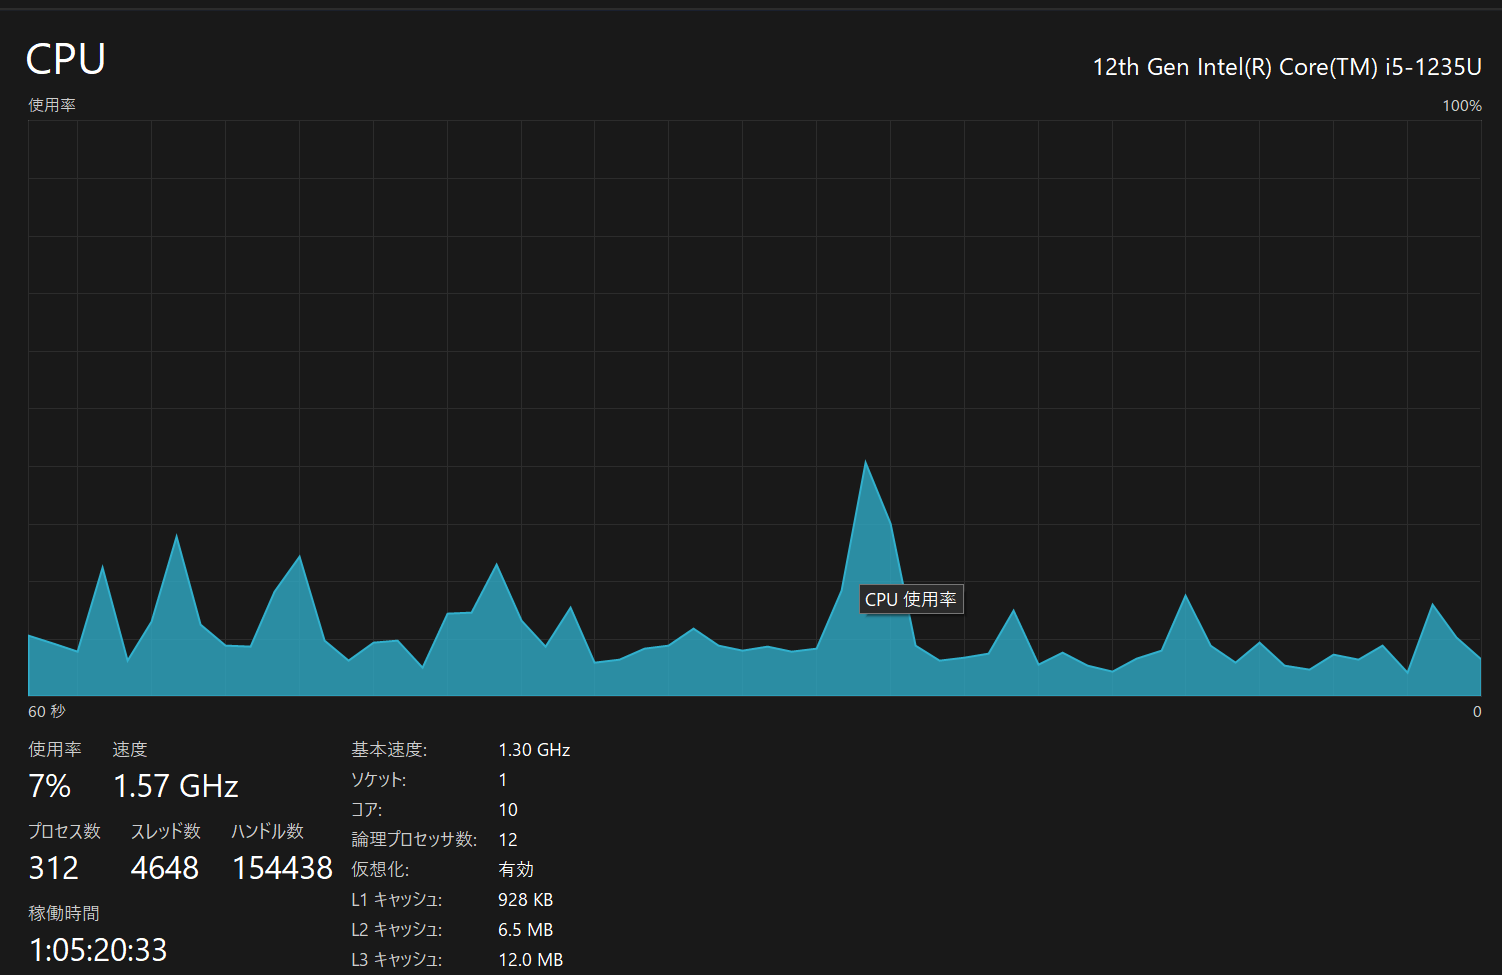 CPU
12th Gen Intel(R) Core(TM) i5-1235U
使用率 100%
CPU 使用率
60 秒 0
使用率 速度
7% 1.57 GHz
プロセス数 スレッド数 ハンドル数
312 4648 154438
稼働時間
1:05:20:33
基本速度: 1.30 GHz
ソケット: 1
コア: 10
論理プロセッサ数: 12
仮想化: 有効
L1 キャッシュ: 928 KB
L2 キャッシュ: 6.5 MB
L3 キャッシュ: 12.0 MB